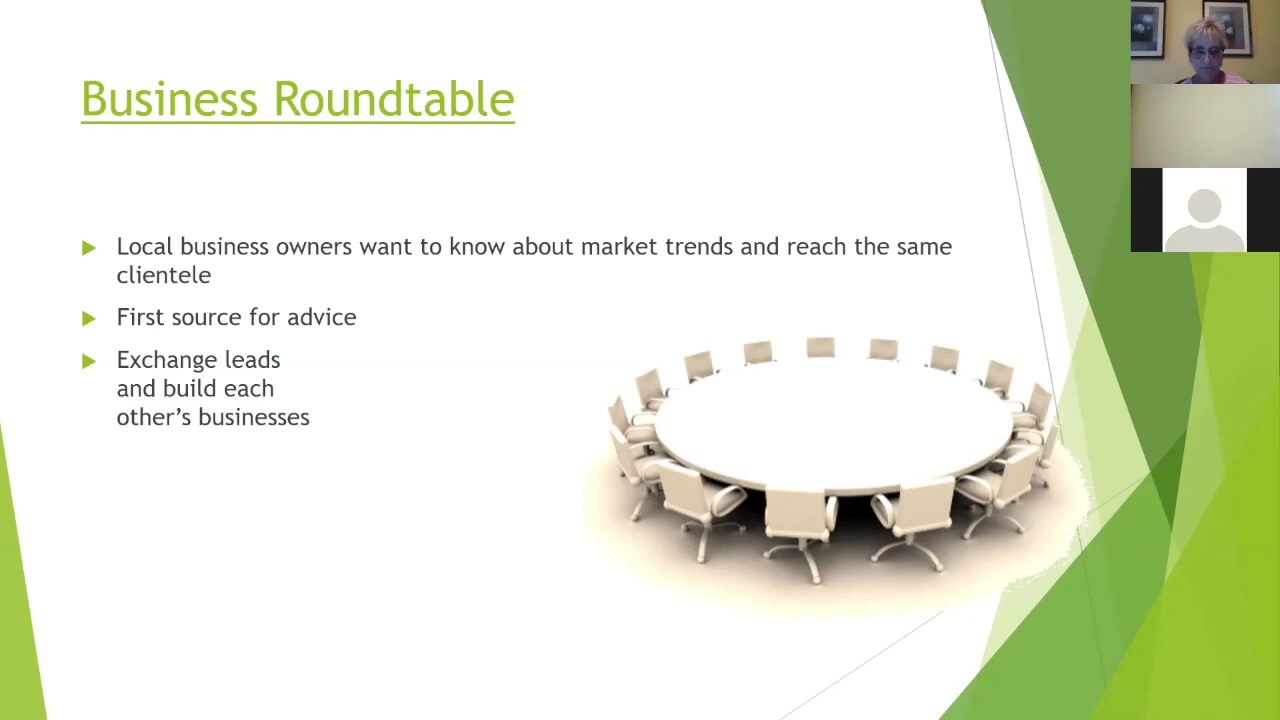 Business Roundtable
Local business owners want to know about market trends and reach the same
clientele
First source for advice
Exchange leads
and build each
other’s businesses